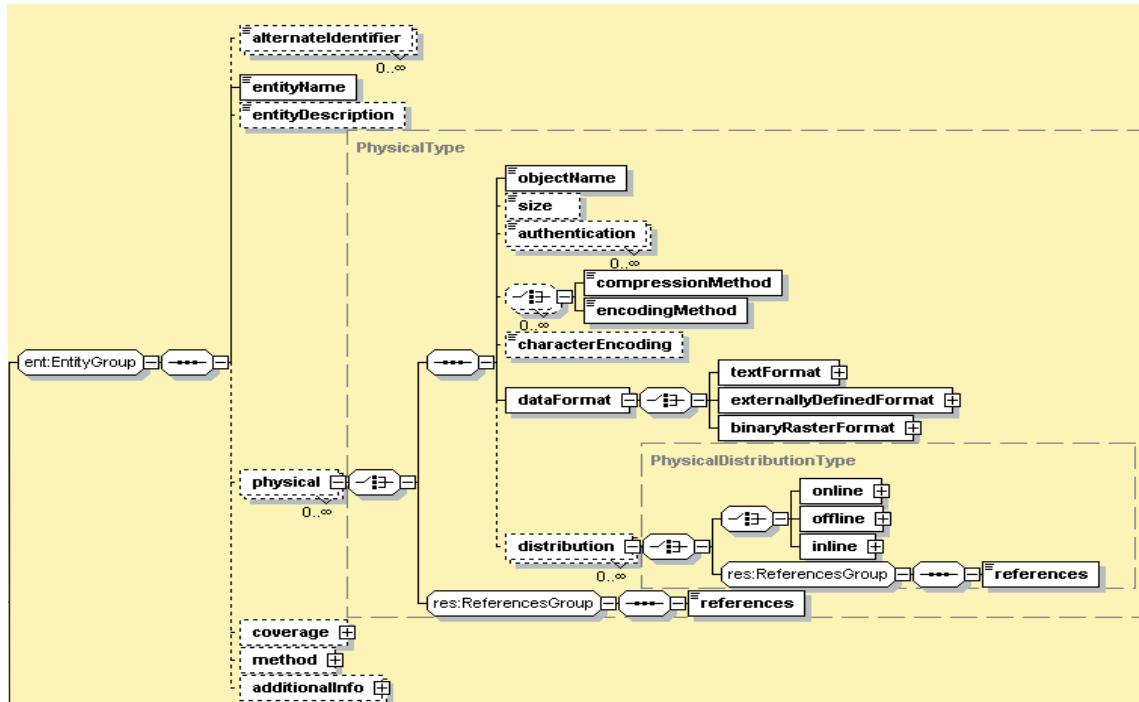 alternateIdentifier
0..∞
entityName
entityDescription
PhysicalType
objectName
size
authentication
0..∞
compressionMethod
encodingMethod
0..∞
characterEncoding
ent:EntityGroup
textFormat
dataFormat
externallyDefinedFormat
binaryRasterFormat
PhysicalDistributionType
physical
0..∞
online
offline
inline
distribution
0..∞
res:ReferencesGroup
references
res:ReferencesGroup
references
coverage
method
additionalInfo